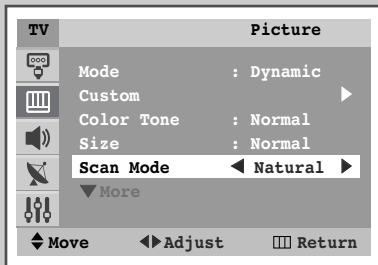 TV Picture
Mode : Dynamic
Custom ▶
Color Tone : Normal
Size : Normal
Scan Mode ◀ Natural ▶
▼More
Move Adjust Return